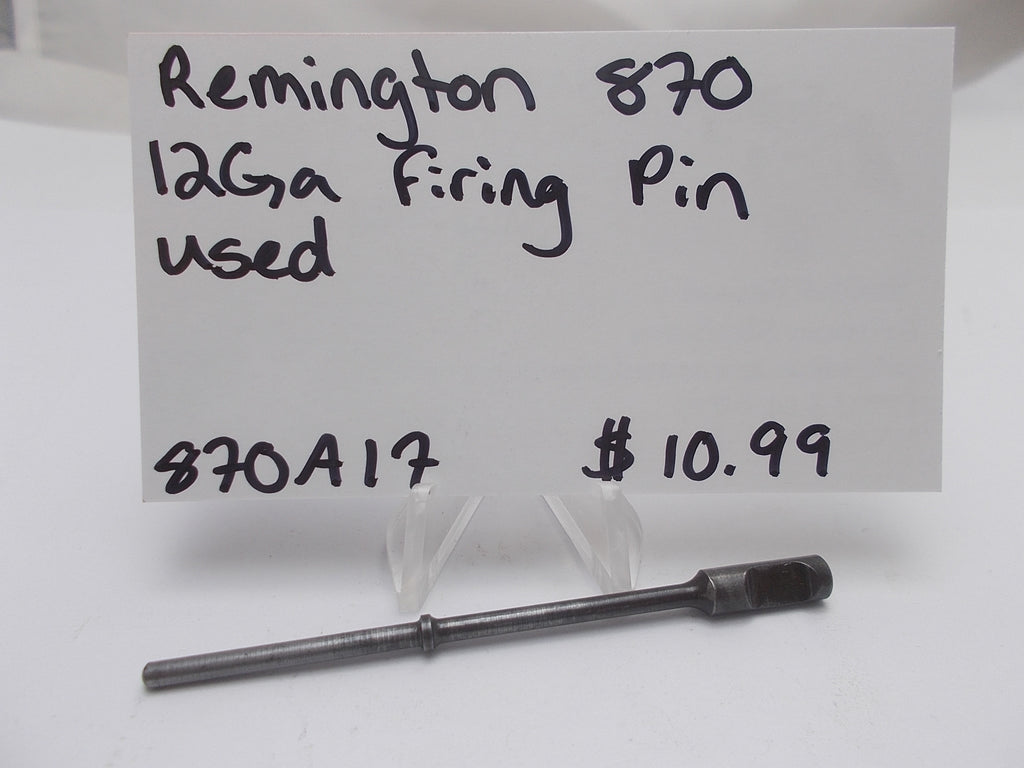 Remington 870
12Ga Firing Pin
used
870A17 $10.99